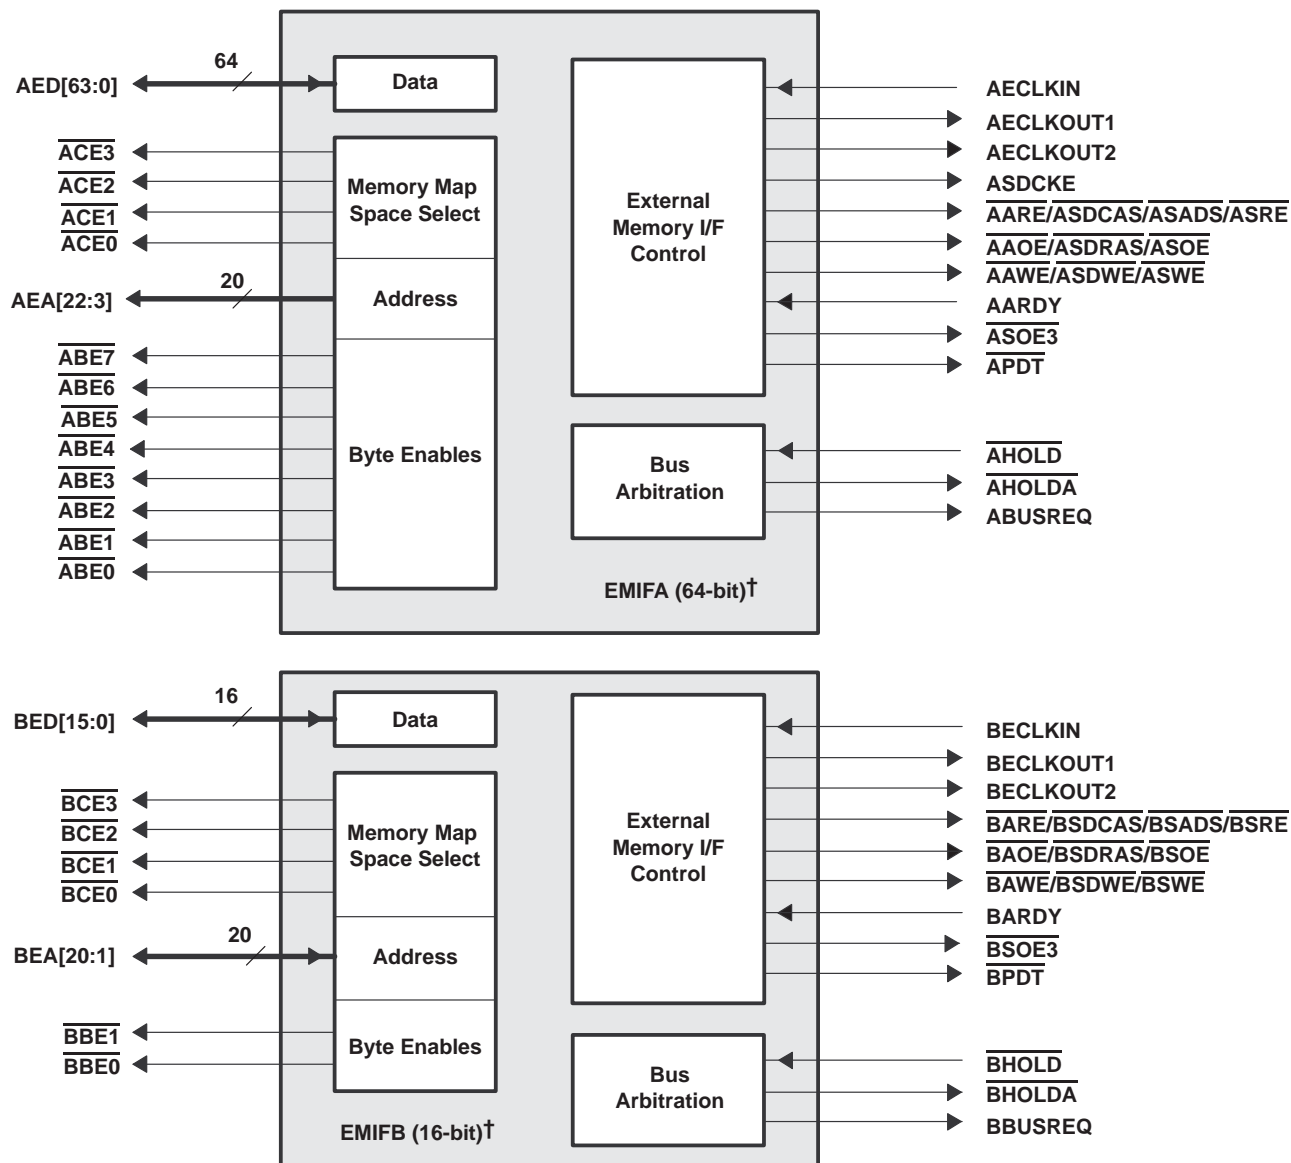 64
AED[63:0]
Data
ACE3
ACE2
ACE1
ACE0
Memory Map
Space Select
20
AEA[22:3]
Address
ABE7
ABE6
ABE5
ABE4
ABE3
ABE2
ABE1
ABE0
Byte Enables
External
Memory I/F
Control
AECLKIN
AECLKOUT1
AECLKOUT2
ASDCKE
AARE/ASDCAS/ASADS/ASRE
AAOE/ASDRAS/ASOE
AAWE/ASDWE/ASWE
AARDY
ASOE3
APDT
Bus
Arbitration
AHOLD
AHOLDA
ABUSREQ
EMIFA (64-bit)†
16
BED[15:0]
Data
BCE3
BCE2
BCE1
BCE0
Memory Map
Space Select
20
BEA[20:1]
Address
BBE1
BBE0
Byte Enables
External
Memory I/F
Control
BECLKIN
BECLKOUT1
BECLKOUT2
BARE/BSDCAS/BSADS/BSRE
BAOE/BSDRAS/BSOE
BAWE/BSDWE/BSWE
BARDY
BSOE3
BPDT
Bus
Arbitration
BHOLD
BHOLDA
BBUSREQ
EMIFB (16-bit)†